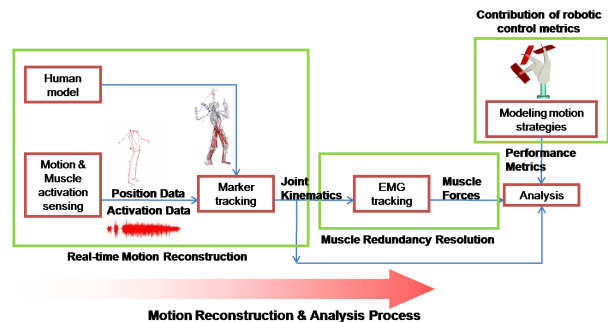 Contribution of robotic
control metrics
Human
model
Modeling motion
strategies
Motion &
Muscle
activation
sensing
Position Data
Activation Data
Marker
tracking
Joint
Kinematics
EMG
tracking
Muscle
Forces
Performance
Metrics
Analysis
Muscle Redundancy Resolution
Real-time Motion Reconstruction
Motion Reconstruction & Analysis Process